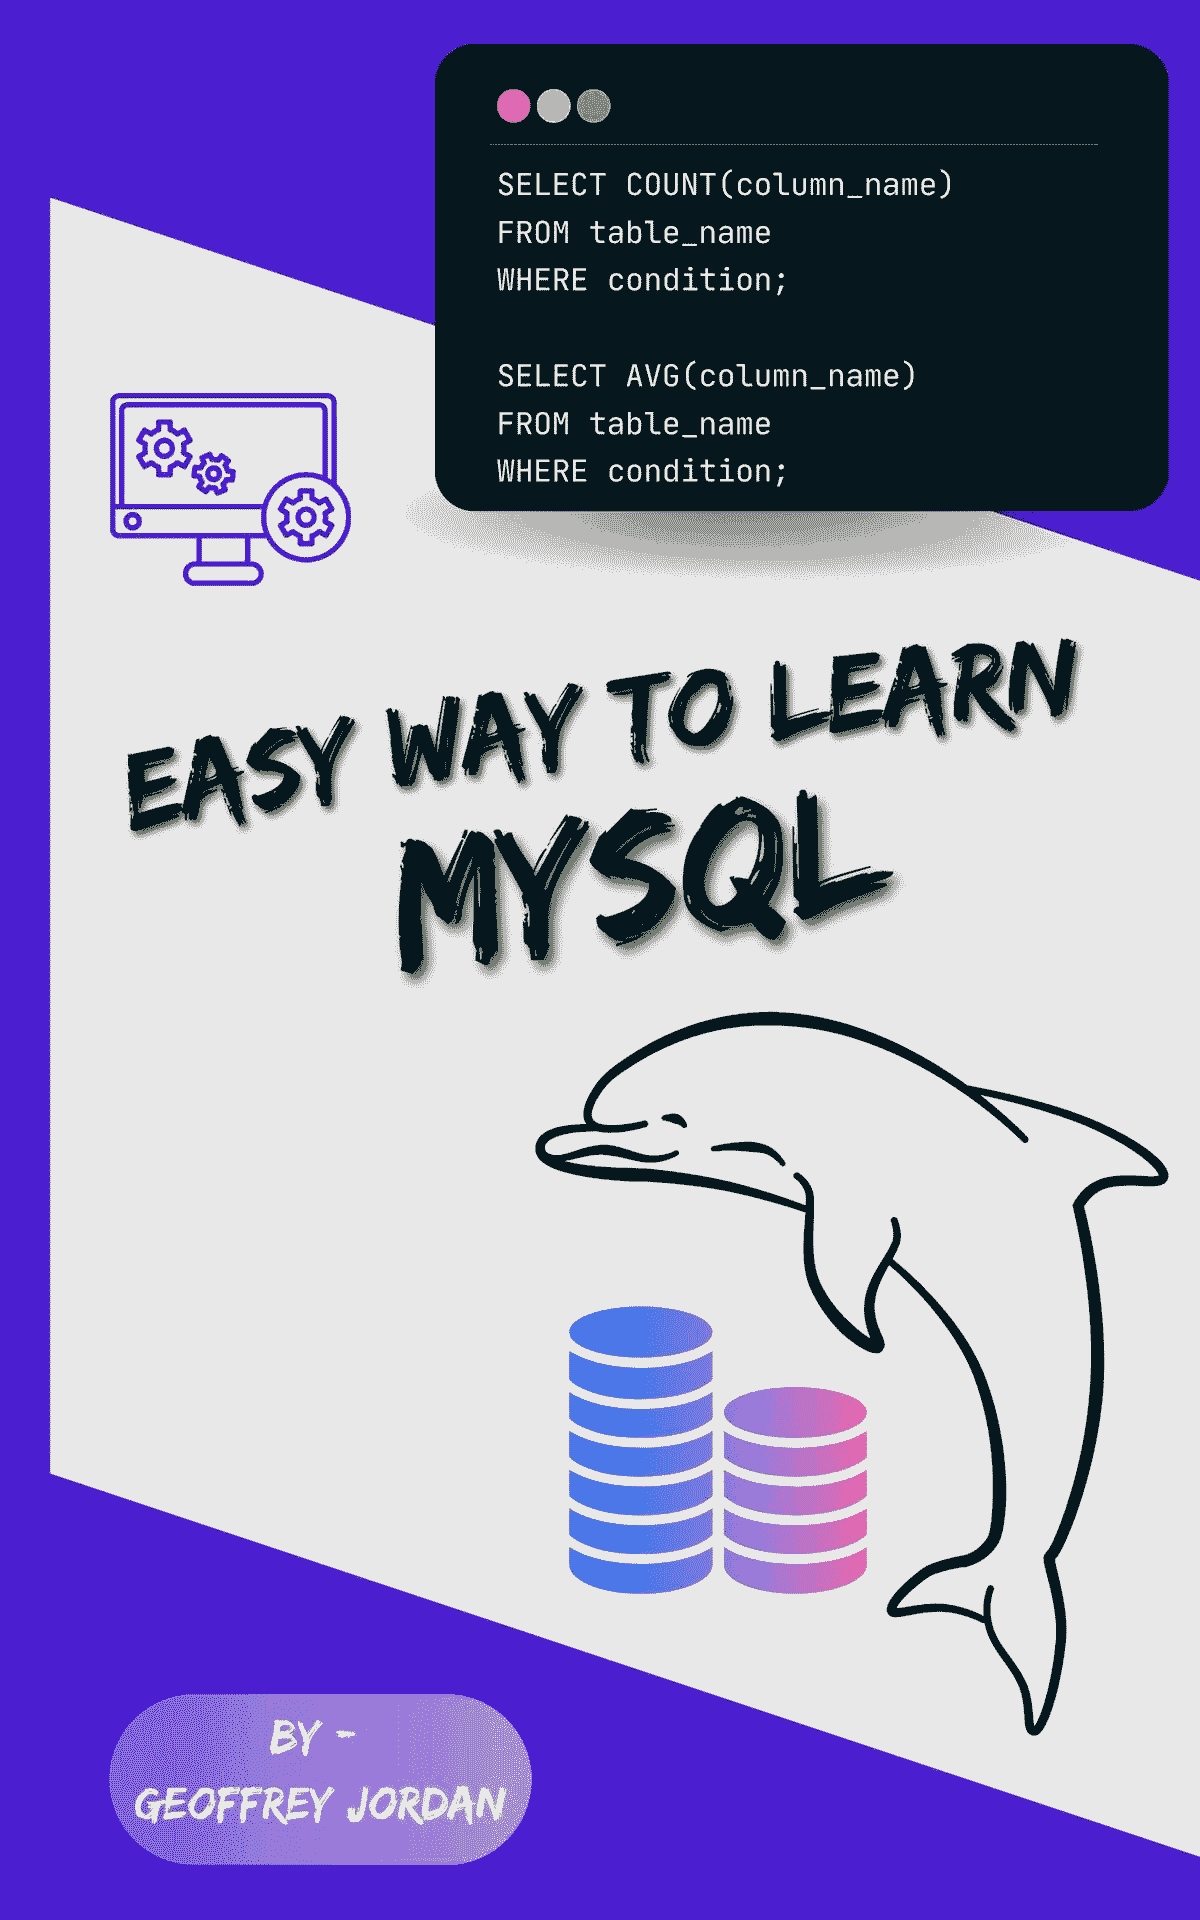 SELECT COUNT(column_name)
FROM table_name
WHERE condition;
SELECT AVG(column_name)
FROM table_name
WHERE condition;
EASY WAY TO LEARN
MYSQL
BY -
GEOFFREY JORDAN